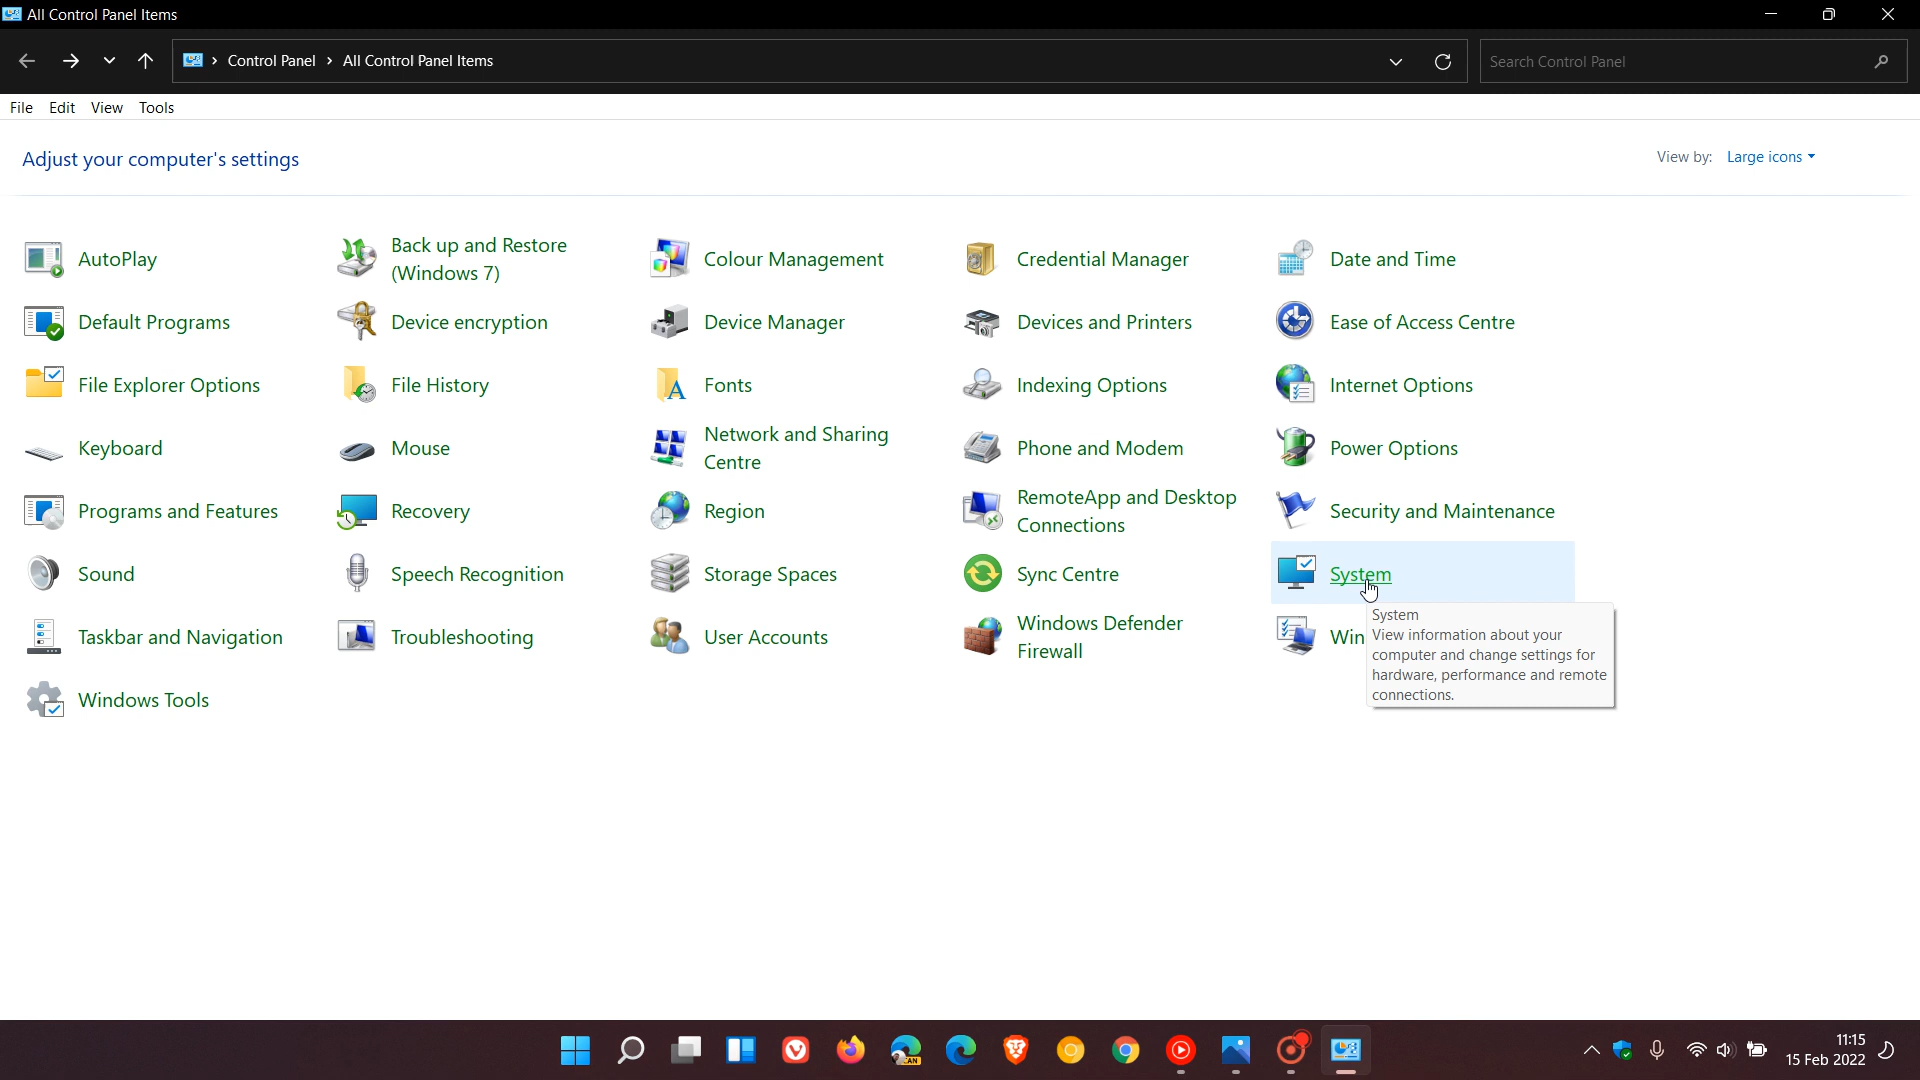 All Control Panel Items
Control Panel › All Control Panel Items
Search Control Panel
File Edit View Tools
Adjust your computer's settings
View by: Large icons
AutoPlay
Back up and Restore
(Windows 7)
Colour Management
Credential Manager
Date and Time
Default Programs
Device encryption
Device Manager
Devices and Printers
Ease of Access Centre
File Explorer Options
File History
Fonts
Indexing Options
Internet Options
Keyboard
Mouse
Network and Sharing
Centre
Phone and Modem
Power Options
Programs and Features
Recovery
Region
RemoteApp and Desktop
Connections
Security and Maintenance
Sound
Speech Recognition
Storage Spaces
Sync Centre
System
Taskbar and Navigation
Troubleshooting
User Accounts
Windows Defender
Firewall
Win
System
View information about your
computer and change settings for
hardware, performance and remote
connections.
Windows Tools
CAN
11:15
15 Feb 2022